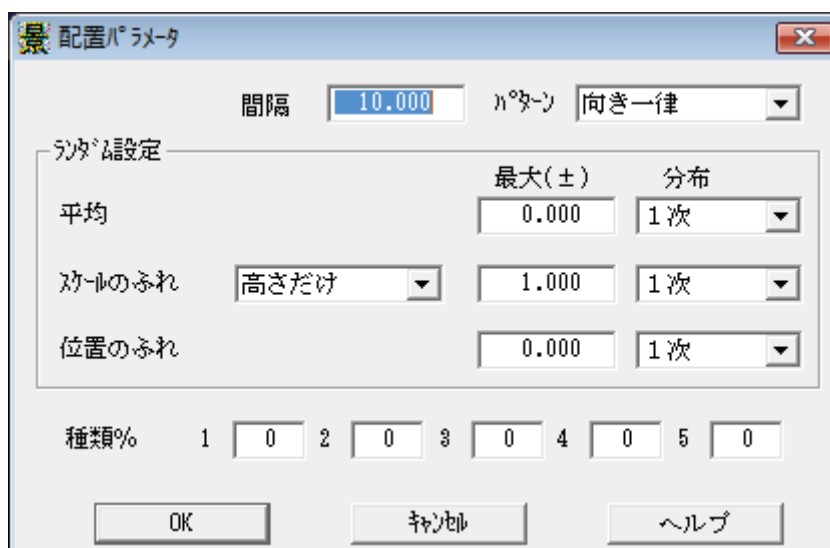 景 配置ﾊﾟﾗﾒｰﾀ
間隔 10.000 ﾊﾟﾀｰﾝ 向き一律
ﾗﾝﾀﾞﾑ設定
最大(±) 分布
平均 0.000 1次
ｽｹｰﾙのふれ 高さだけ 1.000 1次
位置のふれ 0.000 1次
種類% 1 0 2 0 3 0 4 0 5 0
OK ｷｬﾝｾﾙ ヘルプ